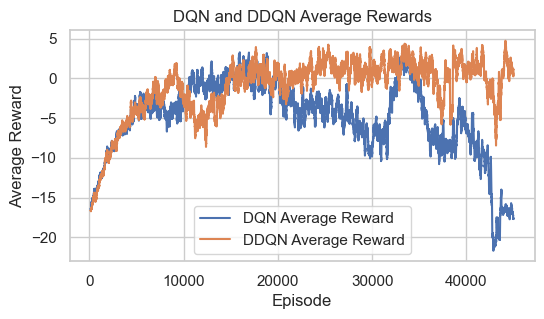 DQN and DDQN Average Rewards
5
0
−5
−10
−15
−20
Average Reward
DQN Average Reward
DDQN Average Reward
0 10000 20000 30000 40000
Episode